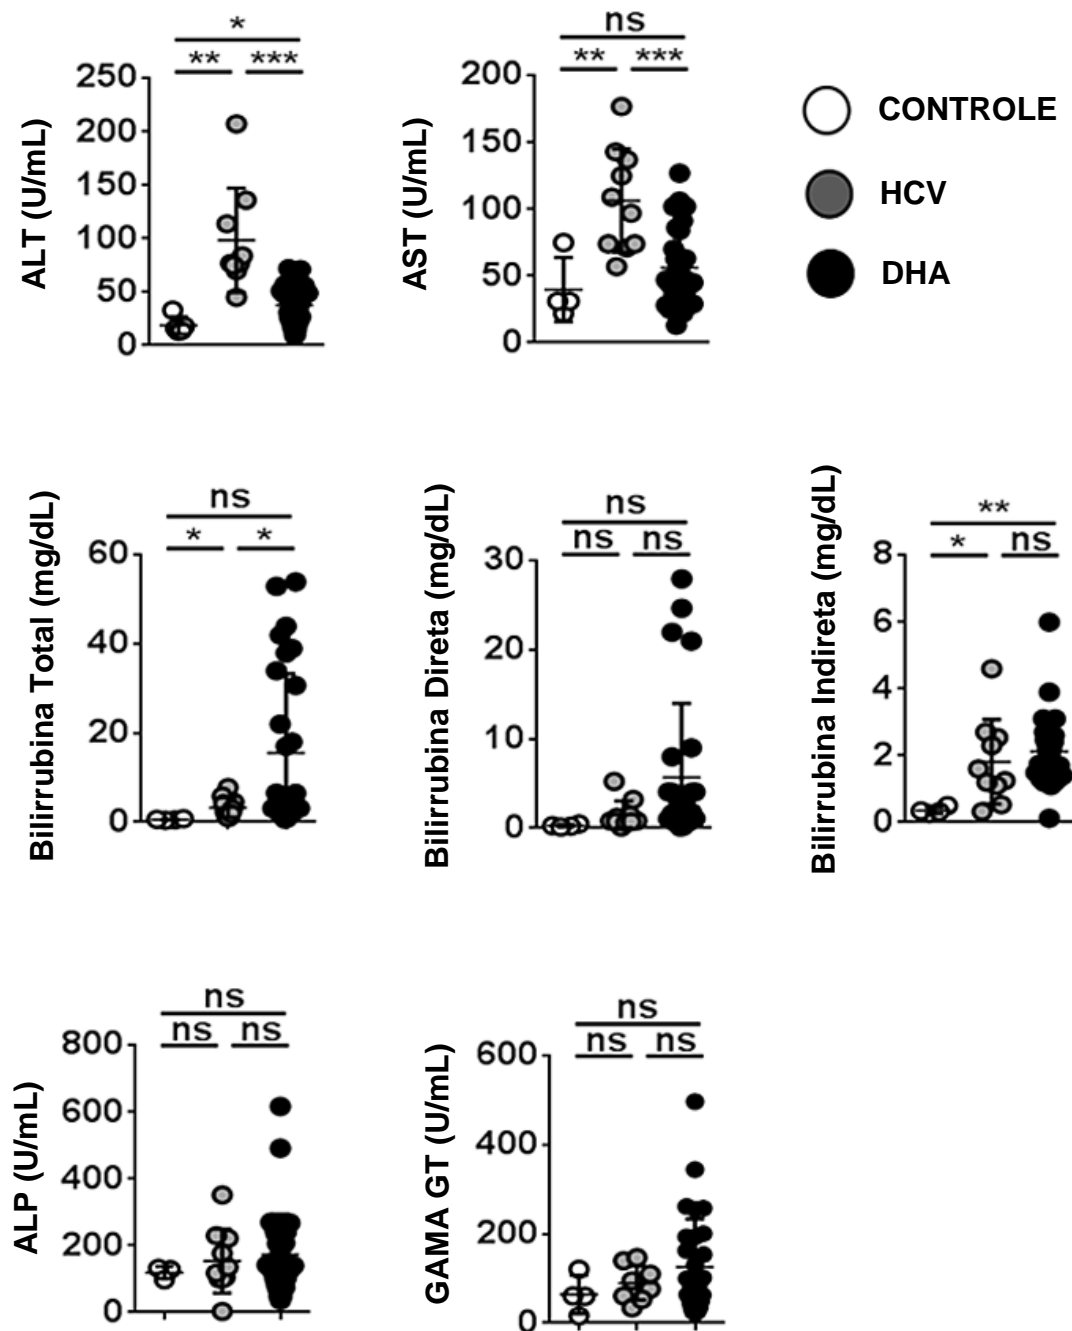 *
** ***
250
200
150
100
50
0
ALT (U/mL)
ns
** ***
200
150
100
50
0
AST (U/mL)
CONTROLE
HCV
DHA
ns
* *
60
40
20
0
Bilirrubina Total (mg/dL)
ns
ns ns
30
20
10
0
Bilirrubina Direta (mg/dL)
**
* ns
8
6
4
2
0
Bilirrubina Indireta (mg/dL)
ns
ns ns
800
600
400
200
0
ALP (U/mL)
ns
ns ns
600
400
200
0
GAMA GT (U/mL)